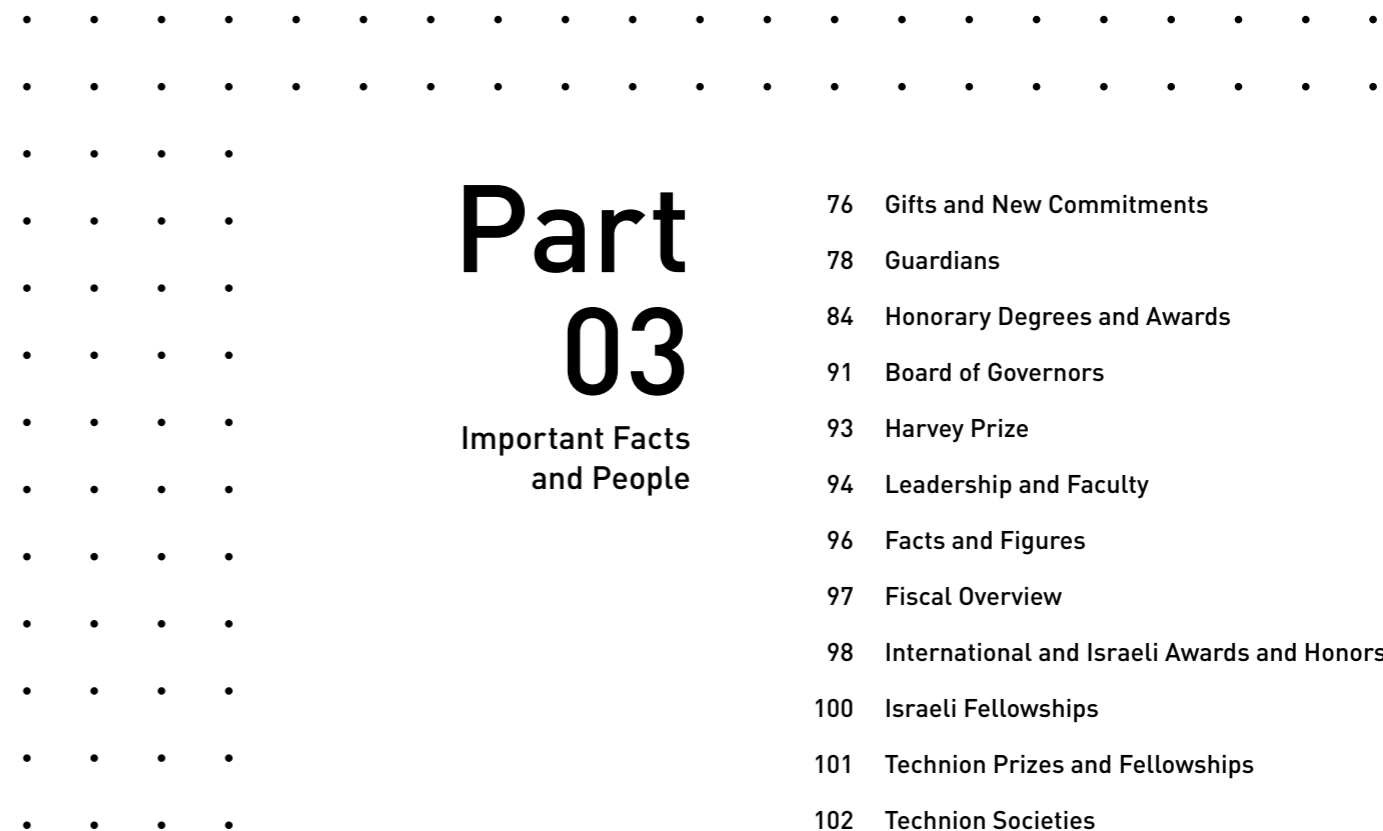 Part
03
Important Facts
and People
76 Gifts and New Commitments
78 Guardians
84 Honorary Degrees and Awards
91 Board of Governors
93 Harvey Prize
94 Leadership and Faculty
96 Facts and Figures
97 Fiscal Overview
98 International and Israeli Awards and Honors
100 Israeli Fellowships
101 Technion Prizes and Fellowships
102 Technion Societies